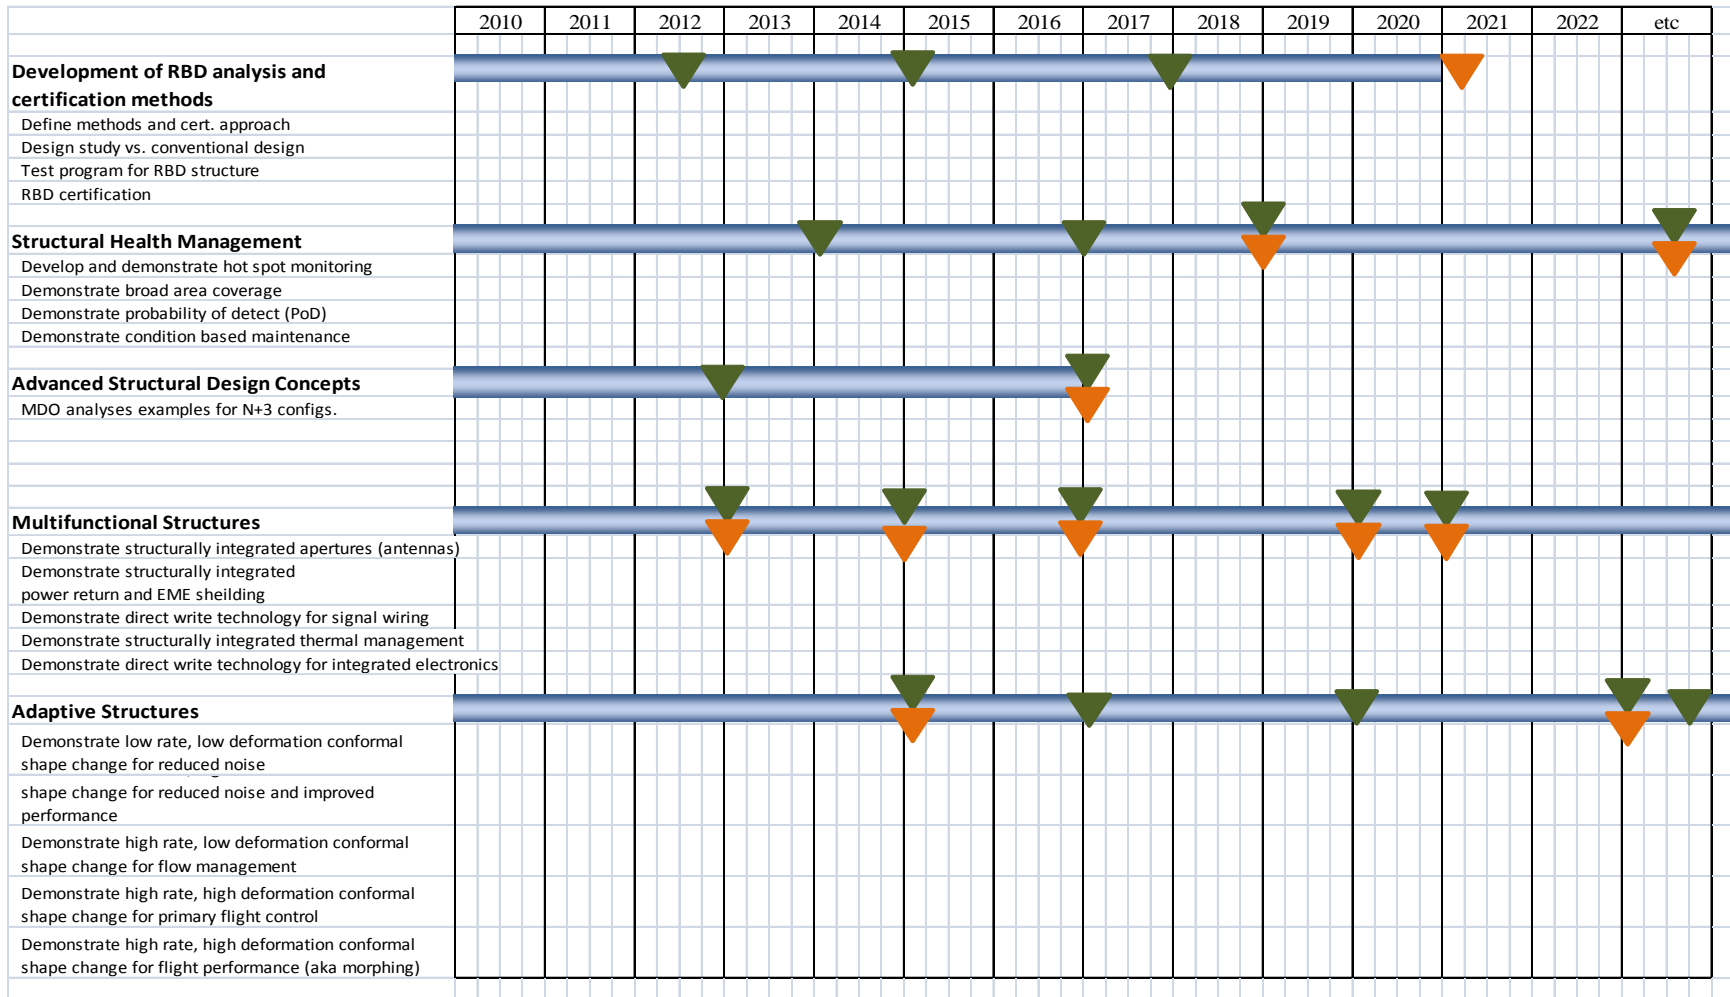 2010 2011 2012 2013 2014 2015 2016 2017 2018 2019 2020 2021 2022 etc
Development of RBD analysis and
certification methods
Define methods and cert. approach
Design study vs. conventional design
Test program for RBD structure
RBD certification
Structural Health Management
Develop and demonstrate hot spot monitoring
Demonstrate broad area coverage
Demonstrate probability of detect (PoD)
Demonstrate condition based maintenance
Advanced Structural Design Concepts
MDO analyses examples for N+3 configs.
Multifunctional Structures
Demonstrate structurally integrated apertures (antennas)
Demonstrate structurally integrated
power return and EME sheilding
Demonstrate direct write technology for signal wiring
Demonstrate structurally integrated thermal management
Demonstrate direct write technology for integrated electronics
Adaptive Structures
Demonstrate low rate, low deformation conformal
shape change for reduced noise
shape change for reduced noise and improved
performance
Demonstrate high rate, low deformation conformal
shape change for flow management
Demonstrate high rate, high deformation conformal
shape change for primary flight control
Demonstrate high rate, high deformation conformal
shape change for flight performance (aka morphing)